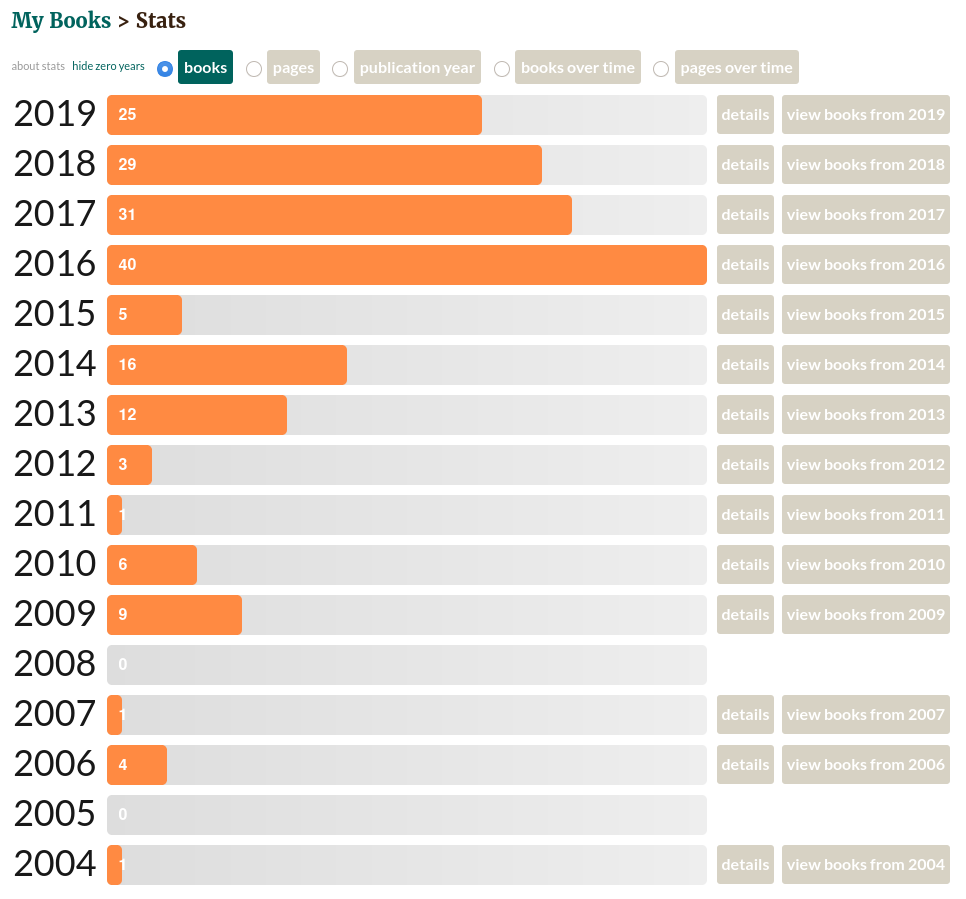 My Books > Stats
about stats hide zero years books pages publication year books over time pages over time
2019 25 details view books from 2019
2018 29 details view books from 2018
2017 31 details view books from 2017
2016 40 details view books from 2016
2015 5 details view books from 2015
2014 16 details view books from 2014
2013 12 details view books from 2013
2012 3 details view books from 2012
2011 1 details view books from 2011
2010 6 details view books from 2010
2009 9 details view books from 2009
2008 0
2007 1 details view books from 2007
2006 4 details view books from 2006
2005 0
2004 1 details view books from 2004